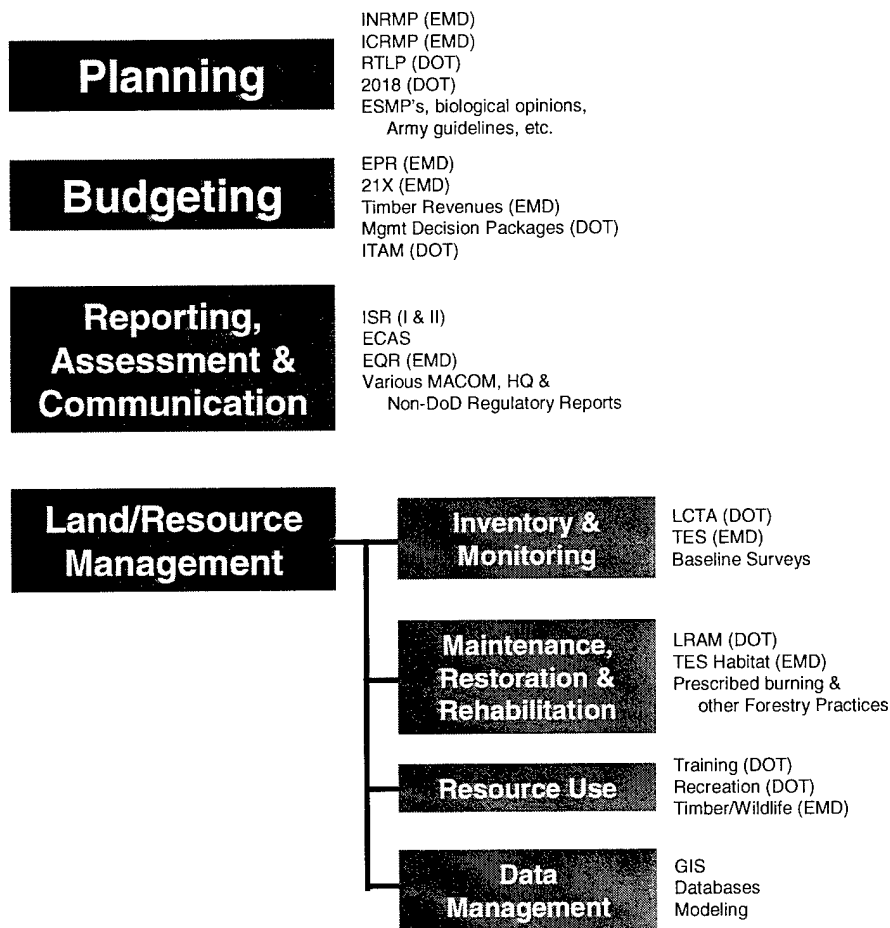 Planning
INRMP (EMD)
ICRMP (EMD)
RTLP (DOT)
2018 (DOT)
ESMP's, biological opinions,
Army guidelines, etc.
Budgeting
EPR (EMD)
21X (EMD)
Timber Revenues (EMD)
Mgmt Decision Packages (DOT)
ITAM (DOT)
Reporting,
Assessment &
Communication
ISR (I & II)
ECAS
EQR (EMD)
Various MACOM, HQ &
Non-DoD Regulatory Reports
Land/Resource
Management
Inventory &
Monitoring
LCTA (DOT)
TES (EMD)
Baseline Surveys
Maintenance,
Restoration &
Rehabilitation
LRAM (DOT)
TES Habitat (EMD)
Prescribed burning &
other Forestry Practices
Resource Use
Training (DOT)
Recreation (DOT)
Timber/Wildlife (EMD)
Data
Management
GIS
Databases
Modeling